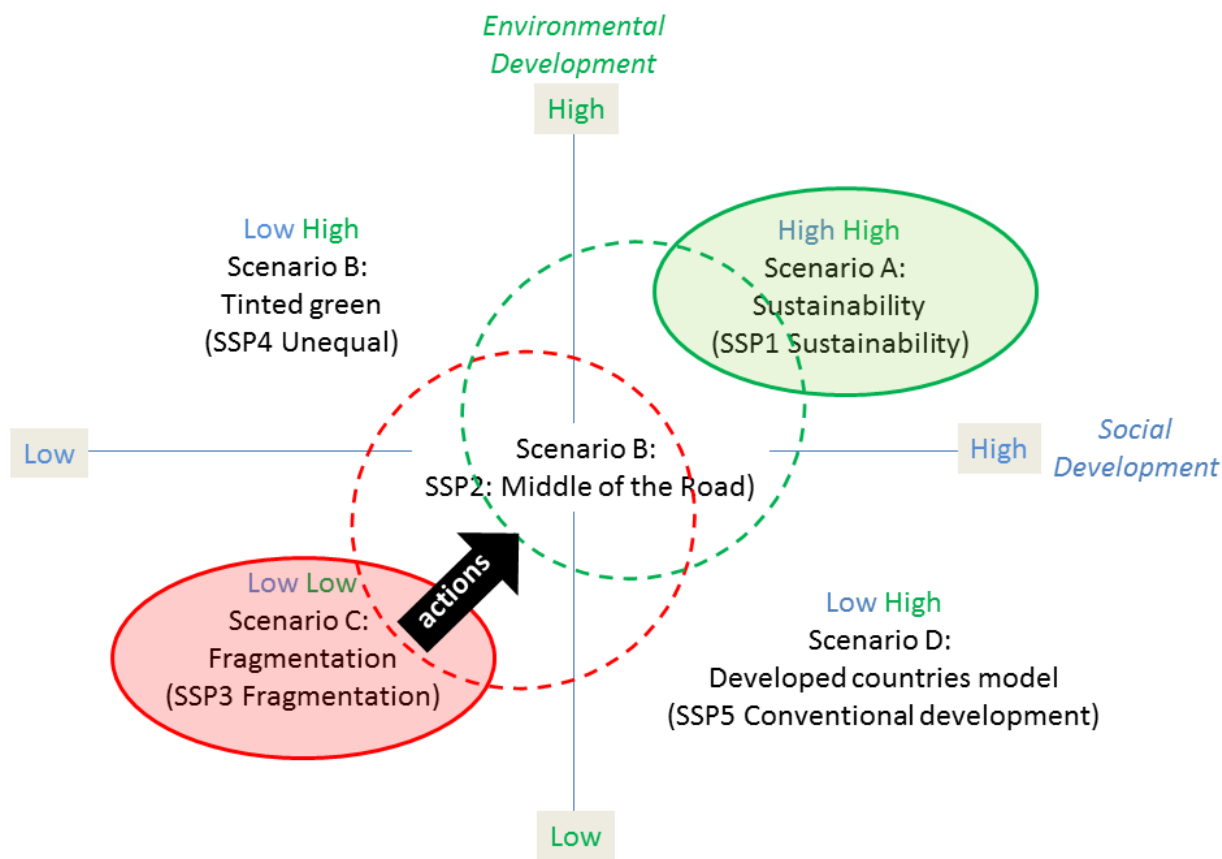 Environmental
Development
High
Low High
Scenario B:
Tinted green
(SSP4 Unequal)
High High
Scenario A:
Sustainability
(SSP1 Sustainability)
Low
Scenario B:
SSP2: Middle of the Road)
High
Social
Development
actions
Low Low
Scenario C:
Fragmentation
(SSP3 Fragmentation)
Low High
Scenario D:
Developed countries model
(SSP5 Conventional development)
Low